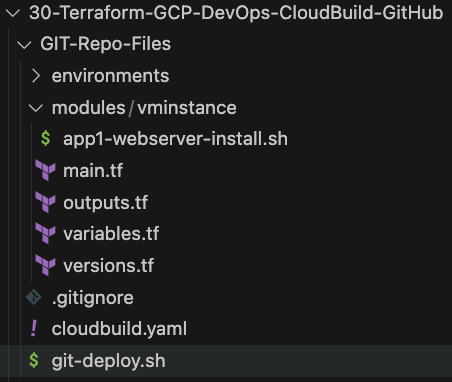 30-Terraform-GCP-DevOps-CloudBuild-GitHub
GIT-Repo-Files
environments
modules/vminstance
$ app1-webserver-install.sh
main.tf
outputs.tf
variables.tf
versions.tf
.gitignore
! cloudbuild.yaml
$ git-deploy.sh